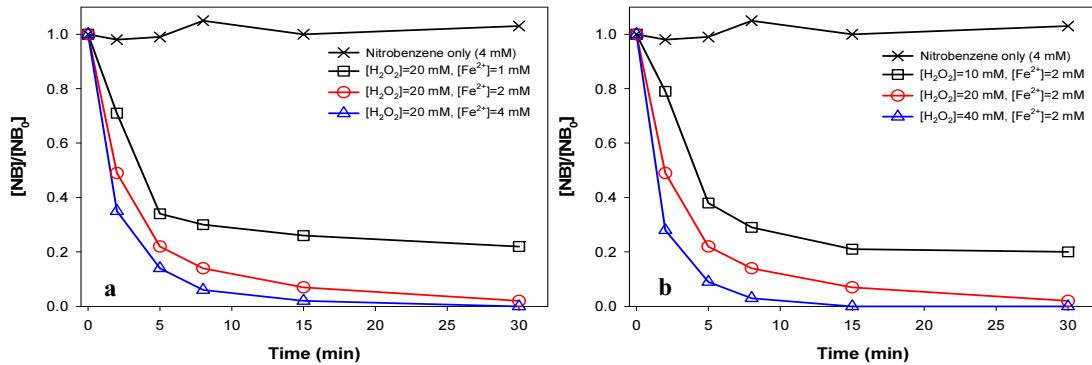 1.0
0.8
0.6
0.4
0.2
0.0
[NB]/[NB₀]
Nitrobenzene only (4 mM)
[H₂O₂]=20 mM, [Fe²⁺]=1 mM
[H₂O₂]=20 mM, [Fe²⁺]=2 mM
[H₂O₂]=20 mM, [Fe²⁺]=4 mM
a
0 5 10 15 20 25 30
Time (min)
1.0
0.8
0.6
0.4
0.2
0.0
[NB]/[NB₀]
Nitrobenzene only (4 mM)
[H₂O₂]=10 mM, [Fe²⁺]=2 mM
[H₂O₂]=20 mM, [Fe²⁺]=2 mM
[H₂O₂]=40 mM, [Fe²⁺]=2 mM
b
0 5 10 15 20 25 30
Time (min)